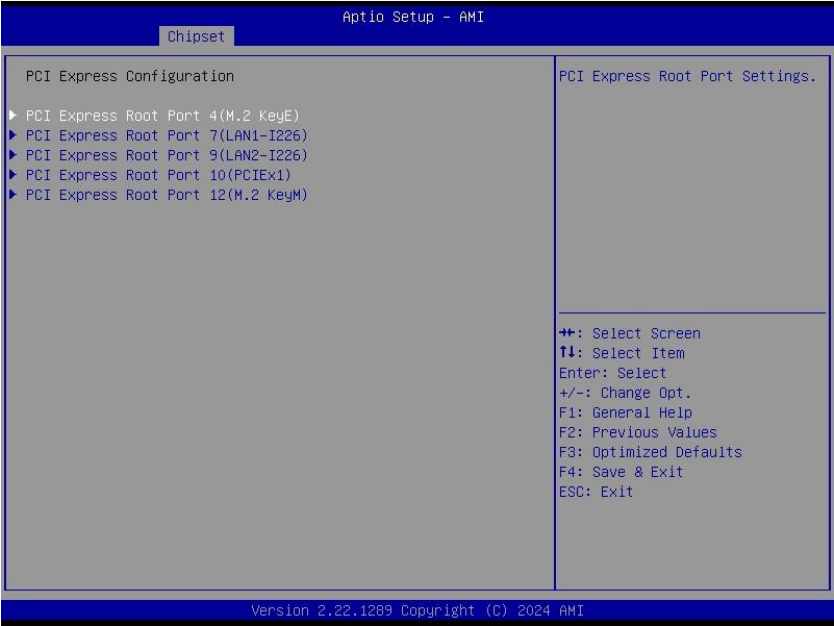 Aptio Setup – AMI
Chipset
PCI Express Configuration
▶ PCI Express Root Port 4(M.2 KeyE)
▶ PCI Express Root Port 7(LAN1-I226)
▶ PCI Express Root Port 9(LAN2-I226)
▶ PCI Express Root Port 10(PCIEx1)
▶ PCI Express Root Port 12(M.2 KeyM)
PCI Express Root Port Settings.
→←: Select Screen
↑↓: Select Item
Enter: Select
+/-: Change Opt.
F1: General Help
F2: Previous Values
F3: Optimized Defaults
F4: Save & Exit
ESC: Exit
Version 2.22.1289 Copyright (C) 2024 AMI